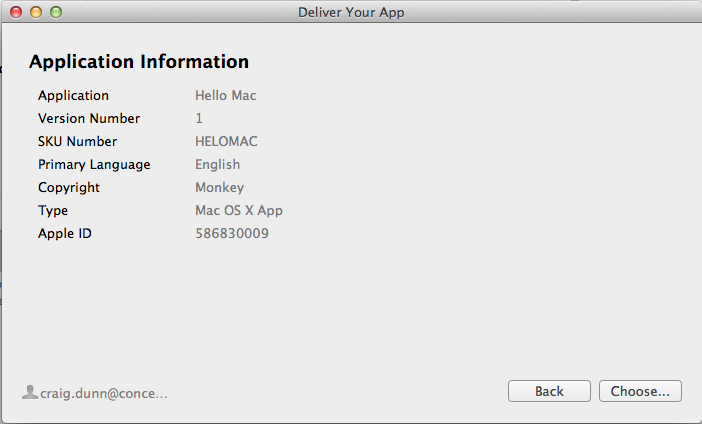 Deliver Your App
Application Information
Application Hello Mac
Version Number 1
SKU Number HELOMAC
Primary Language English
Copyright Monkey
Type Mac OS X App
Apple ID 586830009
craig.dunn@conce... Back Choose...